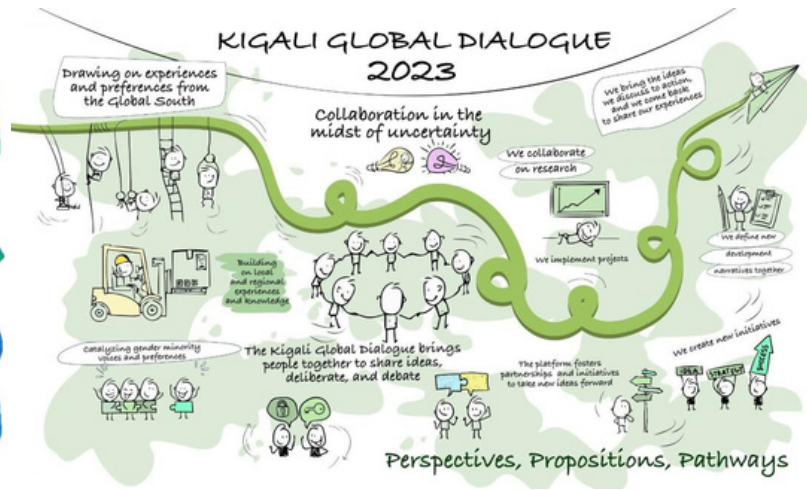 KIGALI GLOBAL DIALOGUE
2023
Drawing on experiences
and preferences from
the Global South
Collaboration in the
midst of uncertainty
We bring the ideas
we discuss to action,
and we come back
to share our experiences
We collaborate
on research
We implement projects
We define new
development
narratives together
Building
on local
and regional
experiences
and knowledge
Catalyzing gender minority
voices and preferences
The Kigali Global Dialogue brings
people together to share ideas,
deliberate, and debate
The platform fosters
partnerships and initiatives
to take new ideas forward
We create new initiatives
IDEA
STRATEGY
SUCCESS
Perspectives, Propositions, Pathways